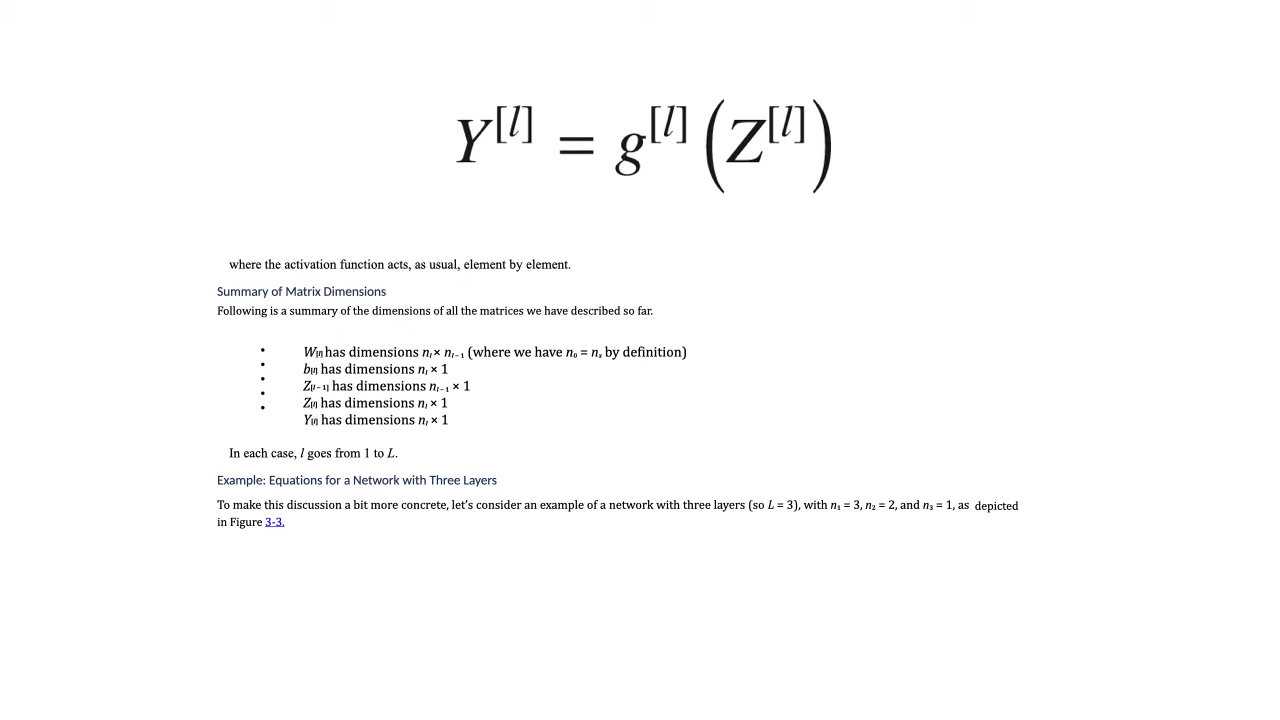 Y^{[l]} = g^{[l]} (Z^{[l]})
where the activation function acts, as usual, element by element.
Summary of Matrix Dimensions
Following is a summary of the dimensions of all the matrices we have described so far.
• W[l] has dimensions nl × nl − 1 (where we have n0 = nx by definition)
• b[l] has dimensions nl × 1
• Z[l − 1] has dimensions nl − 1 × 1
• Z[l] has dimensions nl × 1
• Y[l] has dimensions nl × 1
In each case, l goes from 1 to L.
Example: Equations for a Network with Three Layers
To make this discussion a bit more concrete, let’s consider an example of a network with three layers (so L = 3), with n1 = 3, n2 = 2, and n3 = 1, as depicted
in Figure 3-3.